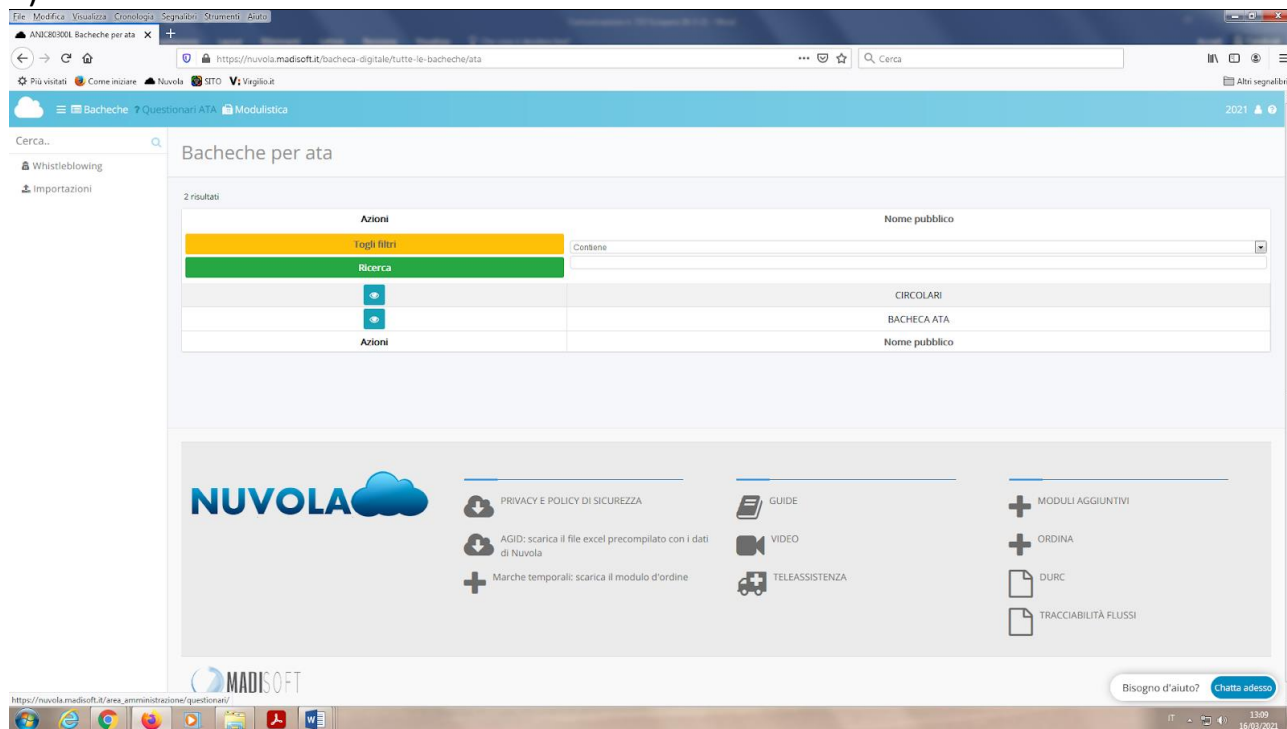 )
File Modifica Visualizza Cronologia Segnalibri Strumenti Aiuto
ANIC80300L Bacheche per ata
https://nuvola.madisoft.it/bacheca-digitale/tutte-le-bacheche/ata
Cerca
Più visitati Come iniziare Nuvola SITO Virgilio.it Altri segnalibri
Bacheche ? Questionari ATA Modulistica 2021
Cerca..
Whistleblowing
Importazioni
Bacheche per ata
2 risultati
Azioni Nome pubblico
Togli filtri Contiene
Ricerca
CIRCOLARI
BACHECA ATA
Azioni Nome pubblico
NUVOLA
PRIVACY E POLICY DI SICUREZZA
AGID: scarica il file excel precompilato con i dati
di Nuvola
Marche temporali: scarica il modulo d'ordine
GUIDE
VIDEO
TELEASSISTENZA
MODULI AGGIUNTIVI
ORDINA
DURC
TRACCIABILITÀ FLUSSI
MADISOFT
Bisogno d'aiuto? Chatta adesso
https://nuvola.madisoft.it/area_amministrazione/questionari/
IT 13:09
16/03/2021